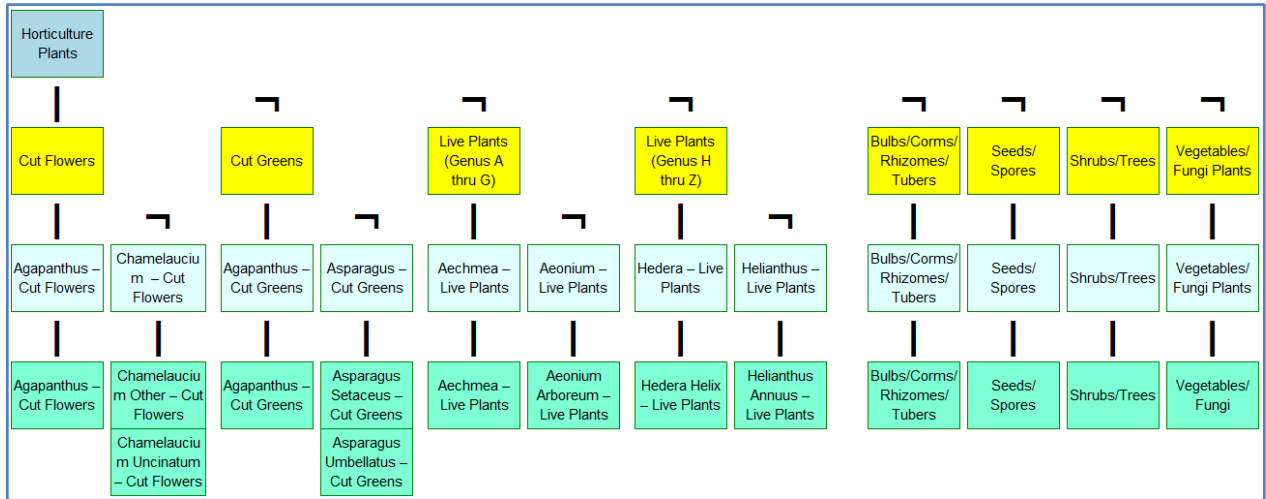 Horticulture
Plants
Cut Flowers
Cut Greens
Live Plants
(Genus A
thru G)
Live Plants
(Genus H
thru Z)
Bulbs/Corms/
Rhizomes/
Tubers
Seeds/
Spores
Shrubs/Trees
Vegetables/
Fungi Plants
Agapanthus –
Cut Flowers
Chamelauciu
m – Cut
Flowers
Agapanthus –
Cut Greens
Asparagus –
Cut Greens
Aechmea –
Live Plants
Aeonium –
Live Plants
Hedera – Live
Plants
Helianthus –
Live Plants
Bulbs/Corms/
Rhizomes/
Tubers
Seeds/
Spores
Shrubs/Trees
Vegetables/
Fungi Plants
Agapanthus –
Cut Flowers
Chamelauciu
m Other – Cut
Flowers
Agapanthus –
Cut Greens
Asparagus
Setaceus –
Cut Greens
Aechmea –
Live Plants
Aeonium
Arboreum –
Live Plants
Hedera Helix
– Live Plants
Helianthus
Annuus – Live
Plants
Bulbs/Corms/
Rhizomes/
Tubers
Seeds/
Spores
Shrubs/Trees
Vegetables/
Fungi
Chamelauciu
m Uncinatum
– Cut Flowers
Asparagus
Umbellatus –
Cut Greens